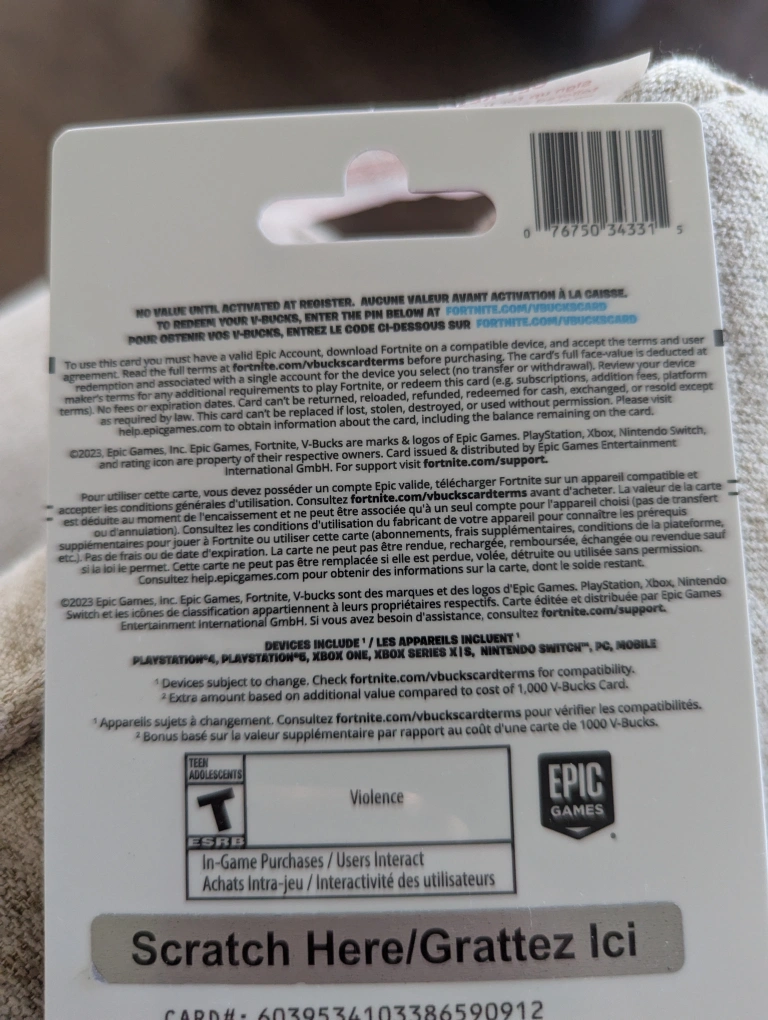 0 76750 34331 5
NO VALUE UNTIL ACTIVATED AT REGISTER. AUCUNE VALEUR AVANT ACTIVATION À LA CAISSE.
TO REDEEM YOUR V-BUCKS, ENTER THE PIN BELOW AT FORTNITE.COM/VBUCKSCARD
POUR OBTENIR VOS V-BUCKS, ENTREZ LE CODE CI-DESSOUS SUR FORTNITE.COM/VBUCKSCARD
To use this card you must have a valid Epic Account, download Fortnite on a compatible device, and accept the terms and user
agreement. Read the full terms at fortnite.com/vbuckscardterms before purchasing. The card's full face-value is deducted at
redemption and associated with a single account for the device you select (no transfer or withdrawal). Review your device
maker's terms for any additional requirements to play Fortnite, or redeem this card (e.g. subscriptions, addition fees, platform
terms). No fees or expiration dates. Card can't be returned, reloaded, refunded, redeemed for cash, exchanged, or resold except
as required by law. This card can't be replaced if lost, stolen, destroyed, or used without permission. Please visit
help.epicgames.com to obtain information about the card, including the balance remaining on the card.
©2023, Epic Games, Inc. Epic Games, Fortnite, V-Bucks are marks & logos of Epic Games. PlayStation, Xbox, Nintendo Switch,
and rating icon are property of their respective owners. Card issued & distributed by Epic Games Entertainment
International GmbH. For support visit fortnite.com/support.
Pour utiliser cette carte, vous devez posséder un compte Epic valide, télécharger Fortnite sur un appareil compatible et
accepter les conditions générales d'utilisation. Consultez fortnite.com/vbuckscardterms avant d'acheter. La valeur de la carte
est déduite au moment de l'encaissement et ne peut être associée qu'à un seul compte pour l'appareil choisi (pas de transfert
ou d'annulation). Consultez les conditions d'utilisation du fabricant de votre appareil pour connaître les prérequis
supplémentaires pour jouer à Fortnite ou utiliser cette carte (abonnements, frais supplémentaires, conditions de la plateforme,
etc.). Pas de frais ou de date d'expiration. La carte ne peut pas être rendue, rechargée, remboursée, échangée ou revendue sauf
si la loi le permet. Cette carte ne peut pas être remplacée si elle est perdue, volée, détruite ou utilisée sans permission.
Consultez help.epicgames.com pour obtenir des informations sur la carte, dont le solde restant.
©2023 Epic Games, Inc. Epic Games, Fortnite, V-bucks sont des marques et des logos d'Epic Games. PlayStation, Xbox, Nintendo
Switch et les icônes de classification appartiennent à leurs propriétaires respectifs. Carte éditée et distribuée par Epic Games
Entertainment International GmbH. Si vous avez besoin d'assistance, consultez fortnite.com/support.
DEVICES INCLUDE ¹ / LES APPAREILS INCLUENT ¹
PLAYSTATION®4, PLAYSTATION®5, XBOX ONE, XBOX SERIES X|S, NINTENDO SWITCH™, PC, MOBILE
¹ Devices subject to change. Check fortnite.com/vbuckscardterms for compatibility.
² Extra amount based on additional value compared to cost of 1,000 V-Bucks Card.
¹ Appareils sujets à changement. Consultez fortnite.com/vbuckscardterms pour vérifier les compatibilités.
² Bonus basé sur la valeur supplémentaire par rapport au coût d'une carte de 1000 V-Bucks.
TEEN
ADOLESCENTS
T
ESRB
Violence
In-Game Purchases / Users Interact
Achats Intra-jeu / Interactivité des utilisateurs
EPIC
GAMES
Scratch Here/Grattez Ici
CARD#: 6039534103386590912